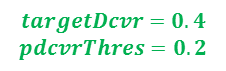 targetDcvr = 0.4
pdcvrThres = 0.2